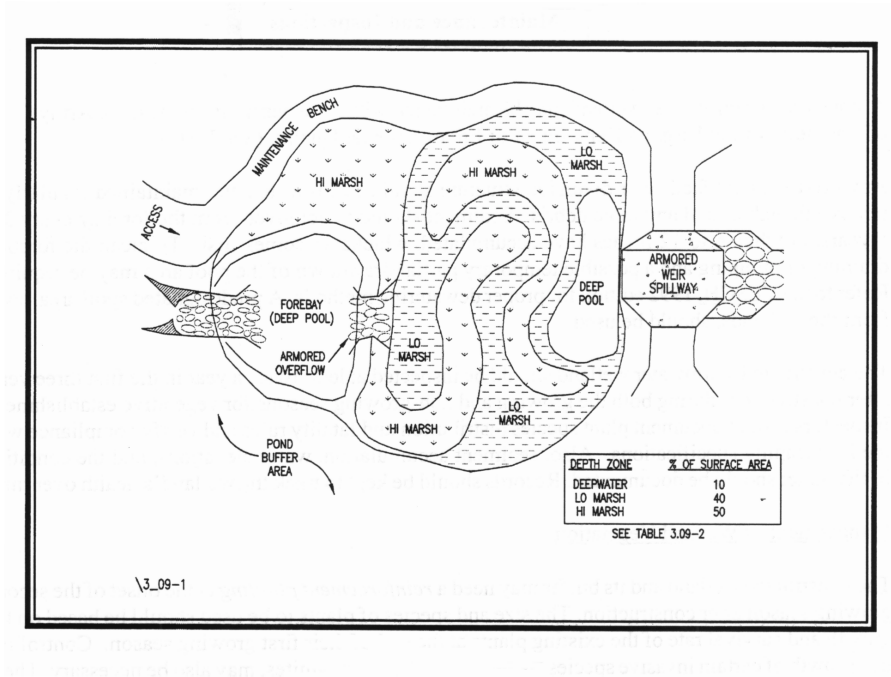 MAINTENANCE BENCH
HI MARSH
HI MARSH
LO
MARSH
ACCESS
ARMORED
WEIR
SPILLWAY
FOREBAY
(DEEP POOL)
DEEP
POOL
ARMORED
OVERFLOW
LO
MARSH
LO
MARSH
HI MARSH
POND
BUFFER
AREA
DEPTH ZONE % OF SURFACE AREA
DEEPWATER 10
LO MARSH 40
HI MARSH 50
SEE TABLE 3.09-2
\3_09-1